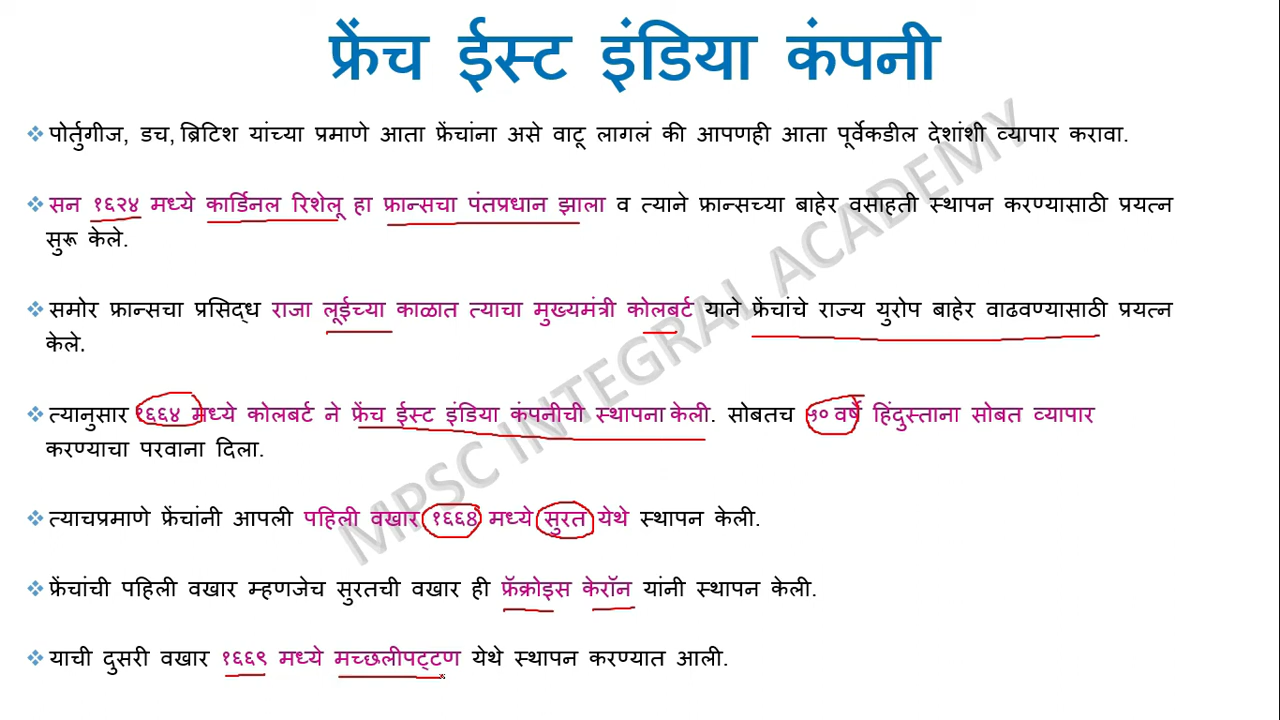 फ्रेंच ईस्ट इंडिया कंपनी
❖पोर्तुगीज, डच, ब्रिटिश यांच्या प्रमाणे आता फ्रेंचांना असे वाटू लागलं की आपणही आता पूर्वेकडील देशांशी व्यापार करावा.
❖सन १६२४ मध्ये कार्डिनल रिशेलू हा फ्रान्सचा पंतप्रधान झाला व त्याने फ्रान्सच्या बाहेर वसाहती स्थापन करण्यासाठी प्रयत्न
सुरू केले.
❖समोर फ्रान्सचा प्रसिद्ध राजा लूईच्या काळात त्याचा मुख्यमंत्री कोलबर्ट याने फ्रेंचांचे राज्य युरोप बाहेर वाढवण्यासाठी प्रयत्न
केले.
❖त्यानुसार १६६४ मध्ये कोलबर्ट ने फ्रेंच ईस्ट इंडिया कंपनीची स्थापना केली. सोबतच ५० वर्षे हिंदुस्ताना सोबत व्यापार
करण्याचा परवाना दिला.
❖त्याचप्रमाणे फ्रेंचांनी आपली पहिली वखार १६६8 मध्ये सुरत येथे स्थापन केली.
❖फ्रेंचांची पहिली वखार म्हणजेच सुरतची वखार ही फ्रॅक्रोइस केरॉन यांनी स्थापन केली.
❖याची दुसरी वखार १६६९ मध्ये मच्छलीपट्टण येथे स्थापन करण्यात आली.
MPSC INTEGRAL ACADEMY